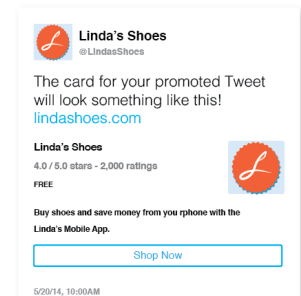 Linda's Shoes
@LindasShoes
The card for your promoted Tweet
will look something like this!
lindashoes.com
Linda's Shoes
4.0 / 5.0 stars - 2,000 ratings
FREE
Buy shoes and save money from you rphone with the
Linda's Mobile App.
Shop Now
5/20/14, 10:00AM